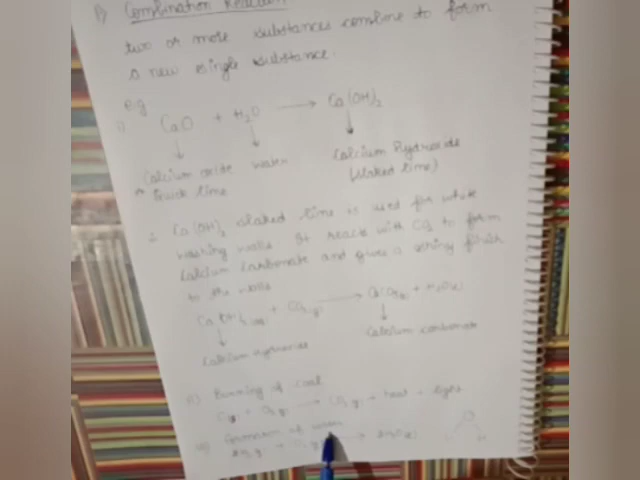 1) Combination Reaction
two or more substances combine to form
a new single substance.
e.g
i) CaO + H₂O → Ca(OH)₂
Calcium oxide water Calcium hydroxide
Quick lime (slaked lime)
Ca(OH)₂ slaked lime is used for white
washing walls. It reacts with CO₂ to form
Calcium Carbonate and gives a shiny finish
to the walls
Ca(OH)₂ + CO₂ → CaCO₃ + H₂O(l)
Calcium hydroxide Calcium carbonate
ii) Burning of coal
+ O₂ → CO₂ + heat + light
iii) Formation of water